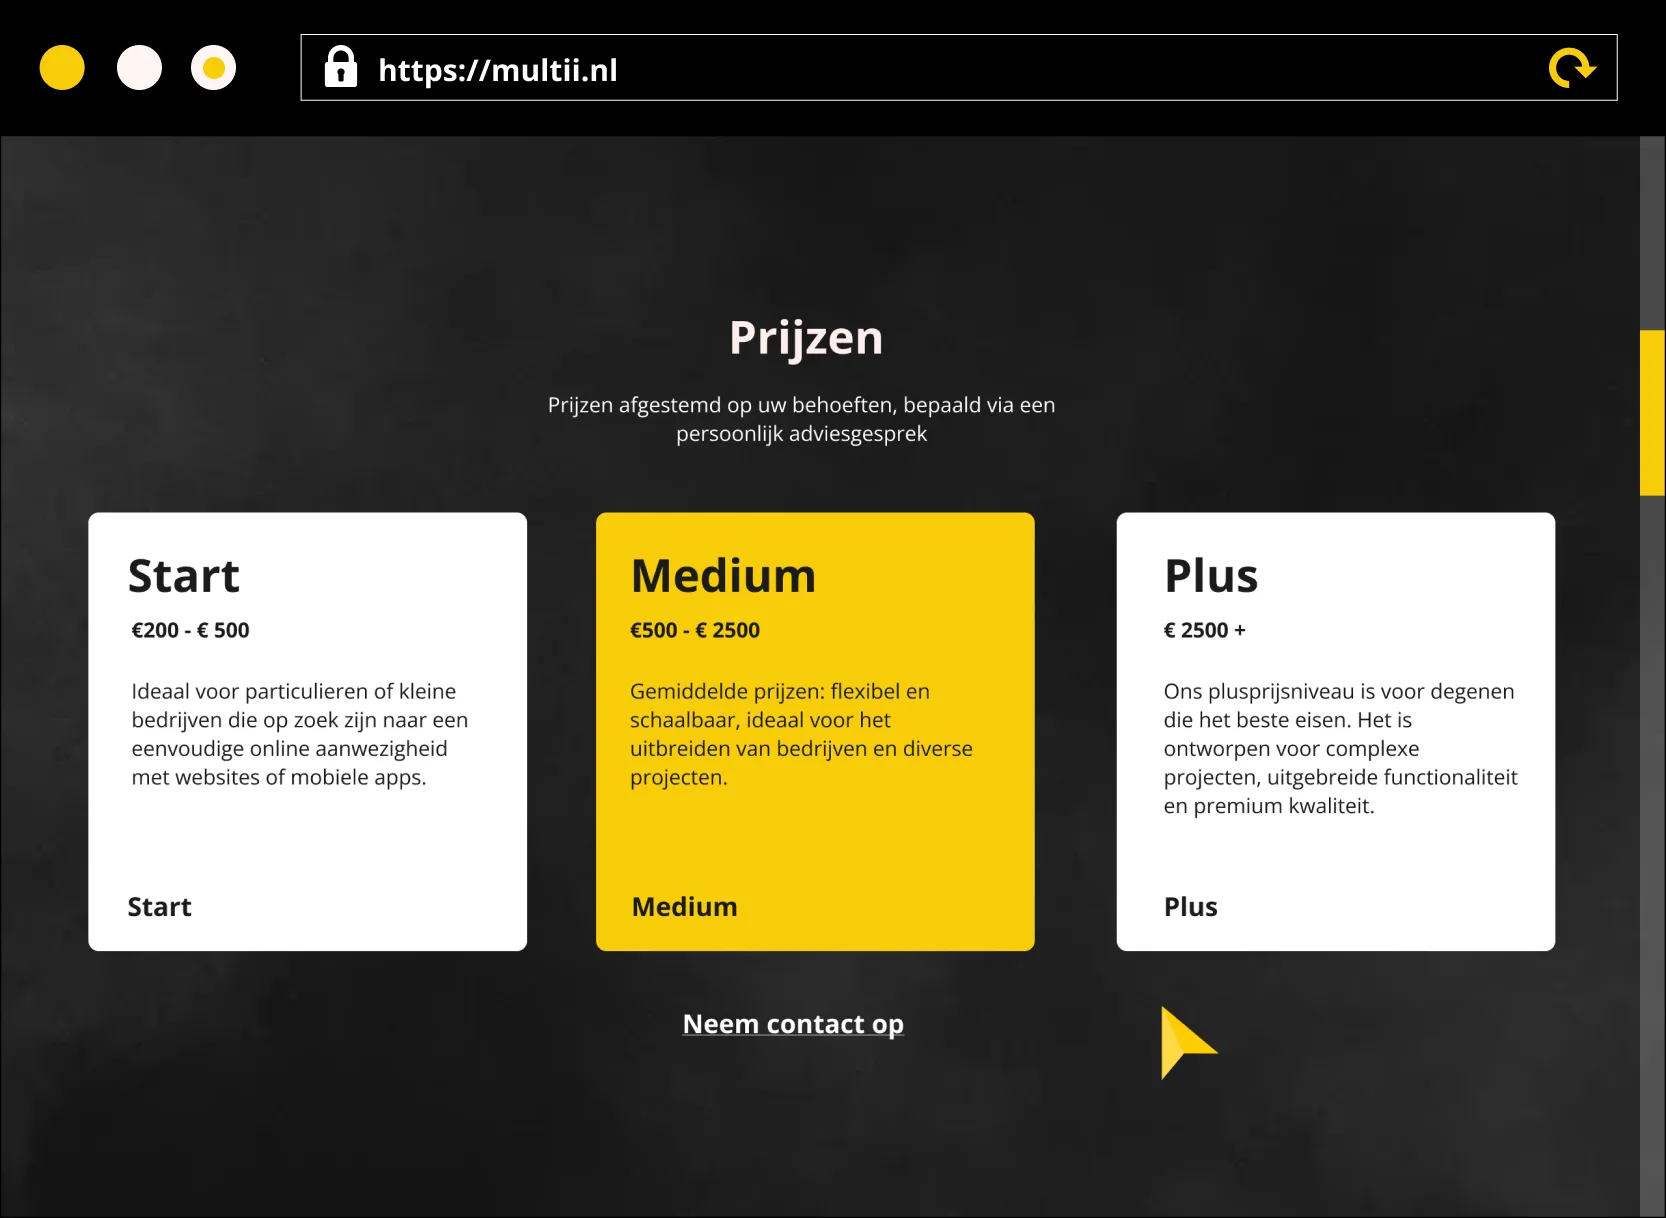 https://multii.nl
Prijzen
Prijzen afgestemd op uw behoeften, bepaald via een
persoonlijk adviesgesprek
Start
€200 - € 500
Ideaal voor particulieren of kleine
bedrijven die op zoek zijn naar een
eenvoudige online aanwezigheid
met websites of mobiele apps.
Start
Medium
€500 - € 2500
Gemiddelde prijzen: flexibel en
schaalbaar, ideaal voor het
uitbreiden van bedrijven en diverse
projecten.
Medium
Plus
€ 2500 +
Ons plusprijsniveau is voor degenen
die het beste eisen. Het is
ontworpen voor complexe
projecten, uitgebreide functionaliteit
en premium kwaliteit.
Plus
Neem contact op